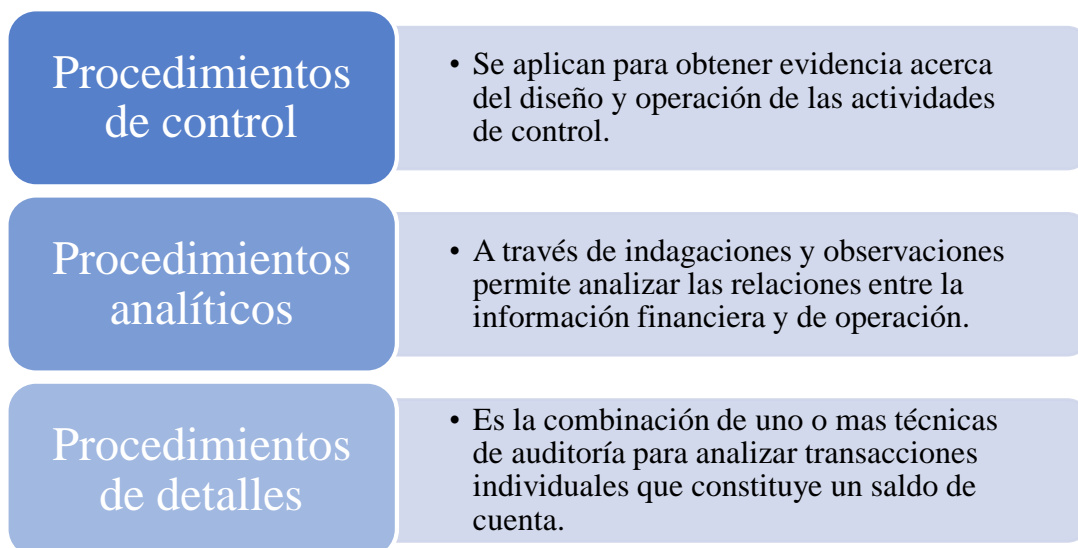 Procedimientos
de control
• Se aplican para obtener evidencia acerca
del diseño y operación de las actividades
de control.
Procedimientos
analíticos
• A través de indagaciones y observaciones
permite analizar las relaciones entre la
información financiera y de operación.
Procedimientos
de detalles
• Es la combinación de uno o mas técnicas
de auditoría para analizar transacciones
individuales que constituye un saldo de
cuenta.